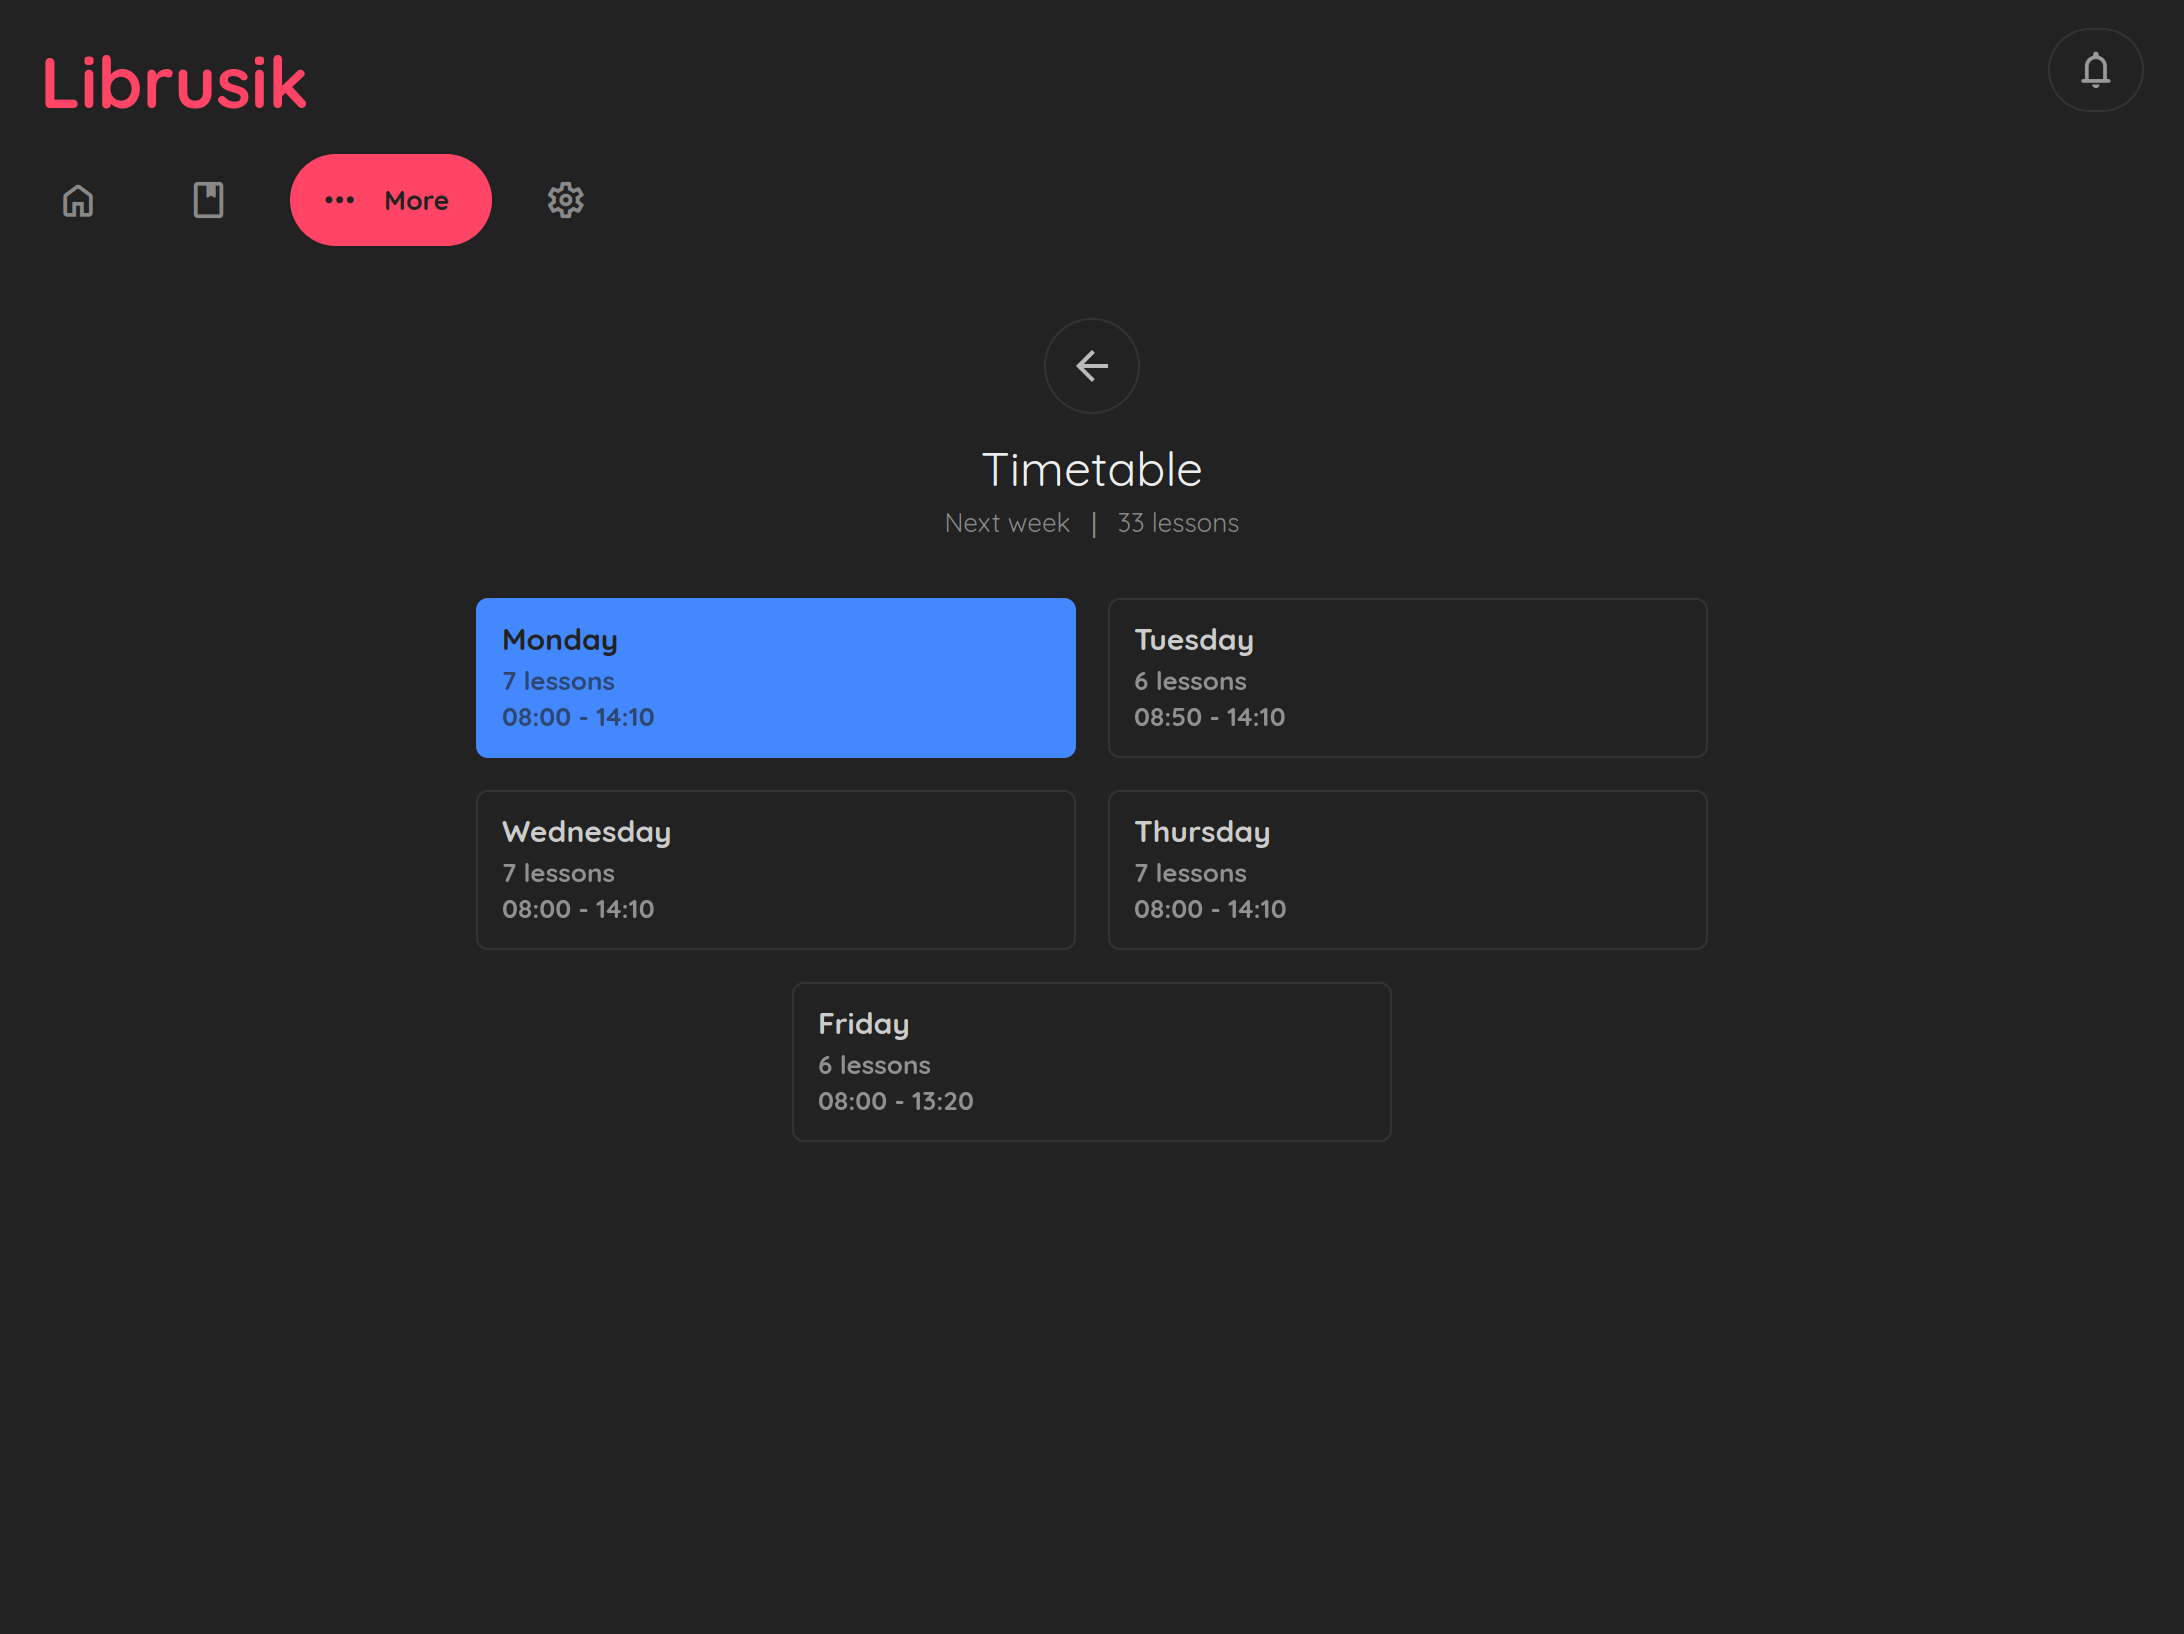 Librusik
More
Timetable
Next week | 33 lessons
Monday
7 lessons
08:00 - 14:10
Tuesday
6 lessons
08:50 - 14:10
Wednesday
7 lessons
08:00 - 14:10
Thursday
7 lessons
08:00 - 14:10
Friday
6 lessons
08:00 - 13:20